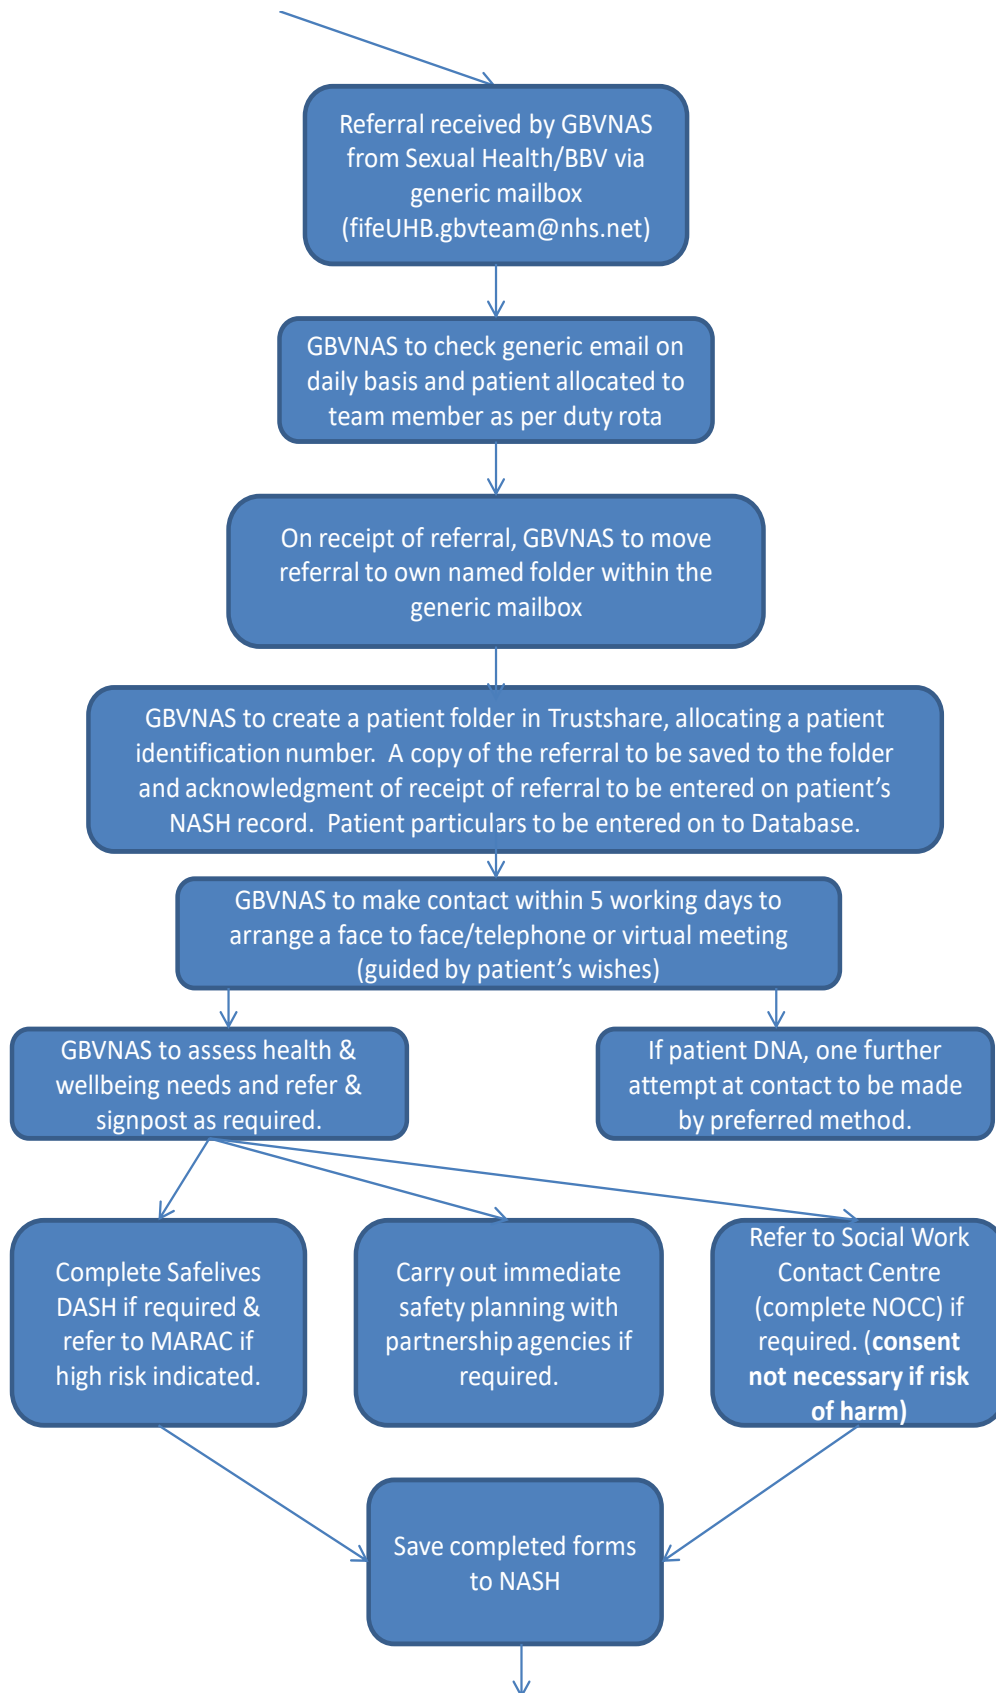 Referral received by GBVNAS
from Sexual Health/BBV via
generic mailbox
(fifeUHB.gbvteam@nhs.net)
GBVNAS to check generic email on
daily basis and patient allocated to
team member as per duty rota
On receipt of referral, GBVNAS to move
referral to own named folder within the
generic mailbox
GBVNAS to create a patient folder in Trustshare, allocating a patient
identification number.  A copy of the referral to be saved to the folder
and acknowledgment of receipt of referral to be entered on patient's
NASH record.  Patient particulars to be entered on to Database.
GBVNAS to make contact within 5 working days to
arrange a face to face/telephone or virtual meeting
(guided by patient's wishes)
GBVNAS to assess health &
wellbeing needs and refer &
signpost as required.
If patient DNA, one further
attempt at contact to be made
by preferred method.
Complete Safelives
DASH if required &
refer to MARAC if
high risk indicated.
Carry out immediate
safety planning with
partnership agencies if
required.
Refer to Social Work
Contact Centre
(complete NOCC) if
required. (consent
not necessary if risk
of harm)
Save completed forms
to NASH